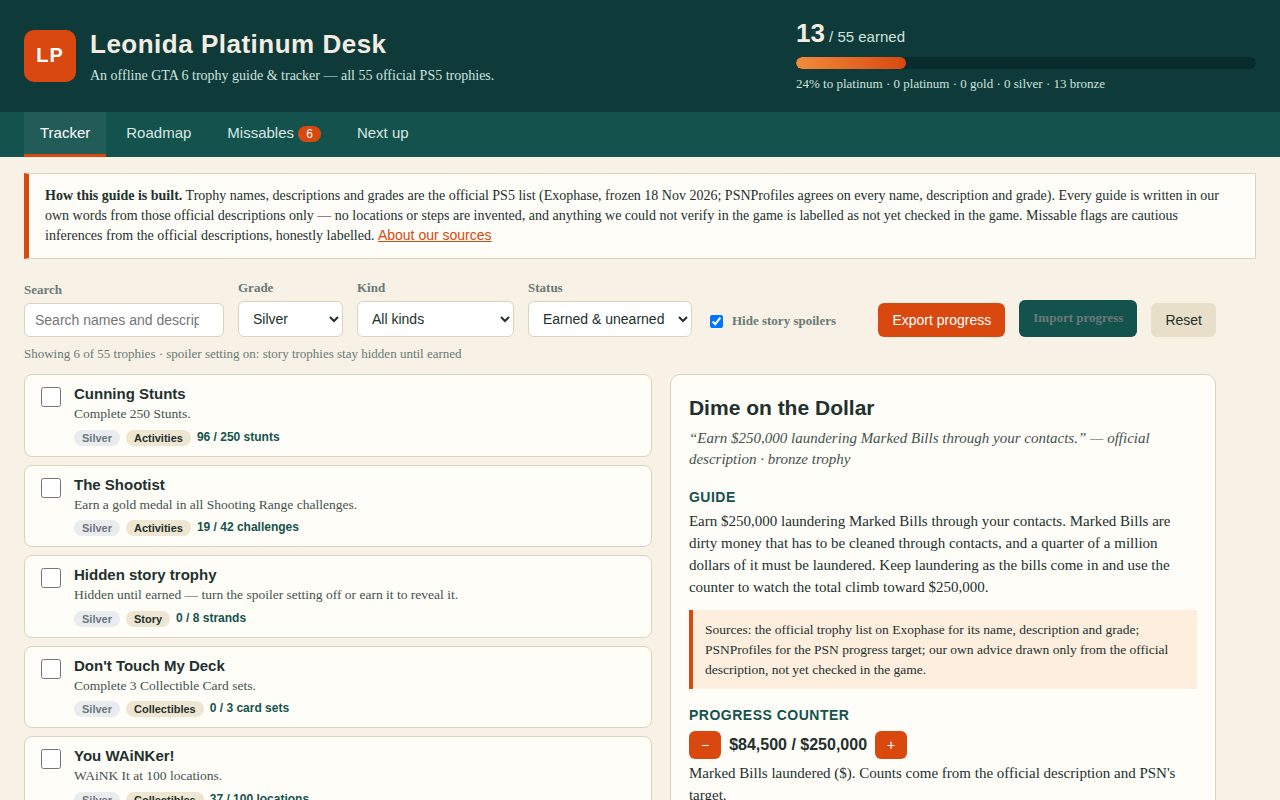 LP
Leonida Platinum Desk
An offline GTA 6 trophy guide & tracker — all 55 official PS5 trophies.
13 / 55 earned
24% to platinum · 0 platinum · 0 gold · 0 silver · 13 bronze
Tracker Roadmap Missables 6 Next up
How this guide is built. Trophy names, descriptions and grades are the official PS5 list (Exophase, frozen 18 Nov 2026; PSNProfiles agrees on every name, description and grade). Every guide is written in our
own words from those official descriptions only — no locations or steps are invented, and anything we could not verify in the game is labelled as not yet checked in the game. Missable flags are cautious
inferences from the official descriptions, honestly labelled. About our sources
Search Grade Kind Status
Search names and descrip Silver All kinds Earned & unearned Hide story spoilers Export progress Import progress Reset
Showing 6 of 55 trophies · spoiler setting on: story trophies stay hidden until earned
Cunning Stunts
Complete 250 Stunts.
Silver Activities 96 / 250 stunts
The Shootist
Earn a gold medal in all Shooting Range challenges.
Silver Activities 19 / 42 challenges
Hidden story trophy
Hidden until earned — turn the spoiler setting off or earn it to reveal it.
Silver Story 0 / 8 strands
Don't Touch My Deck
Complete 3 Collectible Card sets.
Silver Collectibles 0 / 3 card sets
You WAiNKer!
WAiNK It at 100 locations.
Silver Collectibles 37 / 100 locations
Dime on the Dollar
“Earn $250,000 laundering Marked Bills through your contacts.” — official
description · bronze trophy
GUIDE
Earn $250,000 laundering Marked Bills through your contacts. Marked Bills are
dirty money that has to be cleaned through contacts, and a quarter of a million
dollars of it must be laundered. Keep laundering as the bills come in and use the
counter to watch the total climb toward $250,000.
Sources: the official trophy list on Exophase for its name, description and grade;
PSNProfiles for the PSN progress target; our own advice drawn only from the official
description, not yet checked in the game.
PROGRESS COUNTER
− $84,500 / $250,000 +
Marked Bills laundered ($). Counts come from the official description and PSN's
target.